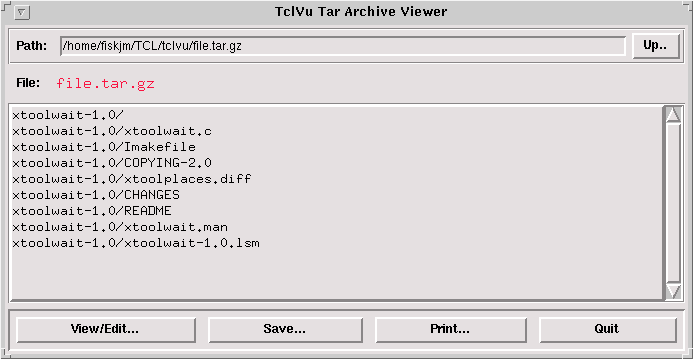 TclVu Tar Archive Viewer
Path: /home/fiskjm/TCL/tclvu/file.tar.gz Up..
File: file.tar.gz
xtoolwait-1.0/
xtoolwait-1.0/xtoolwait.c
xtoolwait-1.0/Imakefile
xtoolwait-1.0/COPYING-2.0
xtoolwait-1.0/xtoolplaces.diff
xtoolwait-1.0/CHANGES
xtoolwait-1.0/README
xtoolwait-1.0/xtoolwait.man
xtoolwait-1.0/xtoolwait-1.0.lsm
View/Edit... Save... Print... Quit